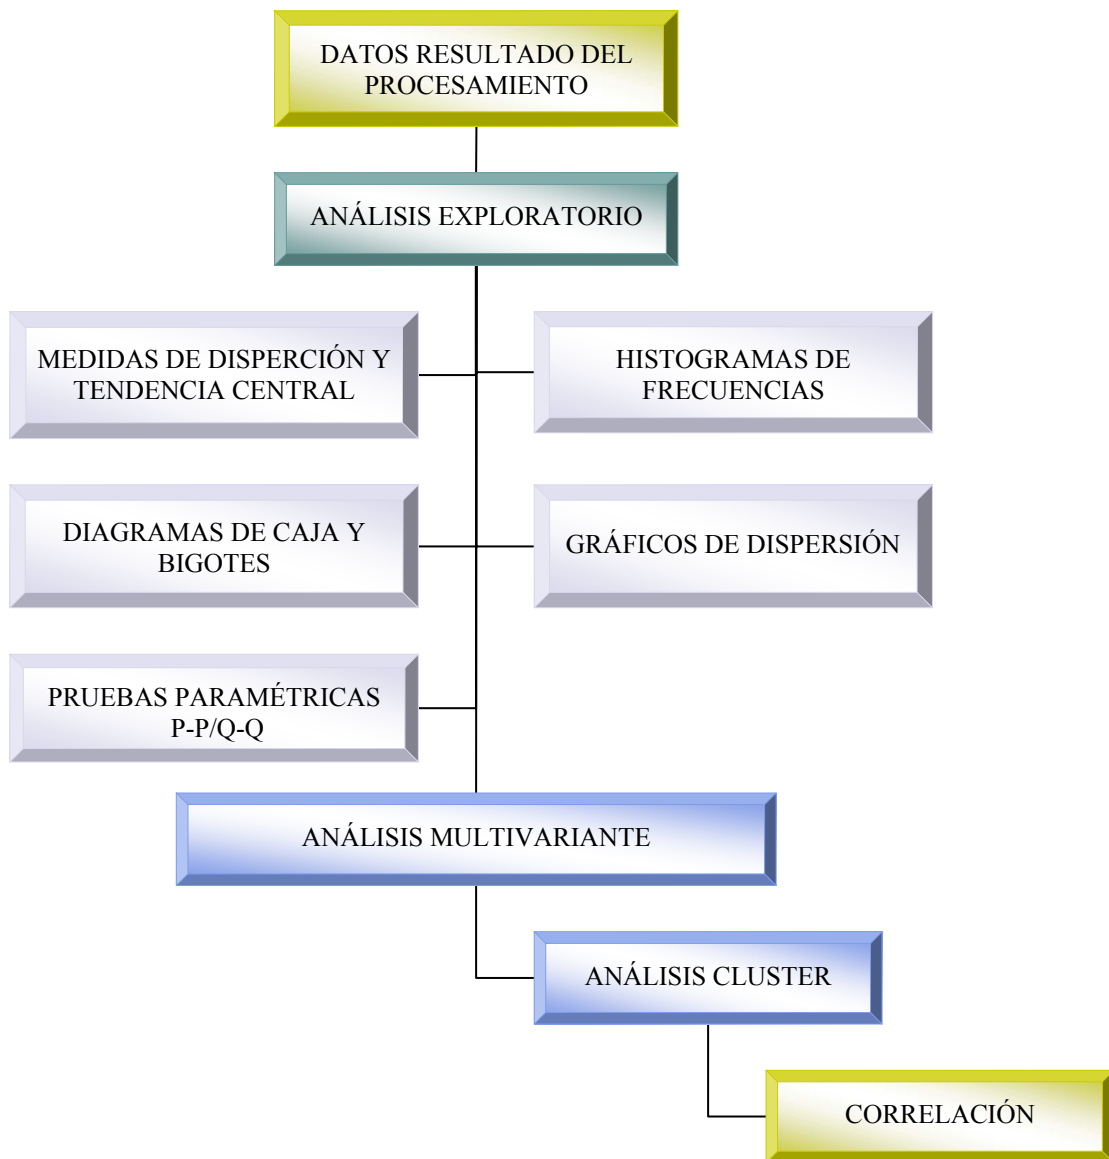 DATOS RESULTADO DEL
PROCESAMIENTO
ANÁLISIS EXPLORATORIO
MEDIDAS DE DISPERCIÓN Y
TENDENCIA CENTRAL
HISTOGRAMAS DE
FRECUENCIAS
DIAGRAMAS DE CAJA Y
BIGOTES
GRÁFICOS DE DISPERSIÓN
PRUEBAS PARAMÉTRICAS
P-P/Q-Q
ANÁLISIS MULTIVARIANTE
ANÁLISIS CLUSTER
CORRELACIÓN